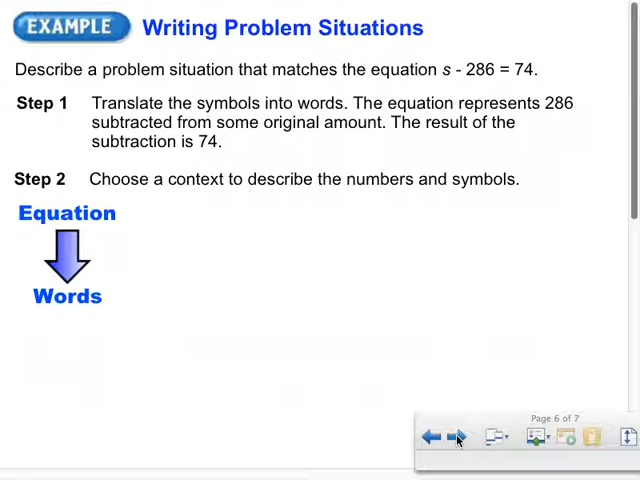 EXAMPLE Writing Problem Situations
Describe a problem situation that matches the equation s - 286 = 74.
Step 1 Translate the symbols into words. The equation represents 286
subtracted from some original amount. The result of the
subtraction is 74.
Step 2 Choose a context to describe the numbers and symbols.
Equation
Words
Page 6 of 7